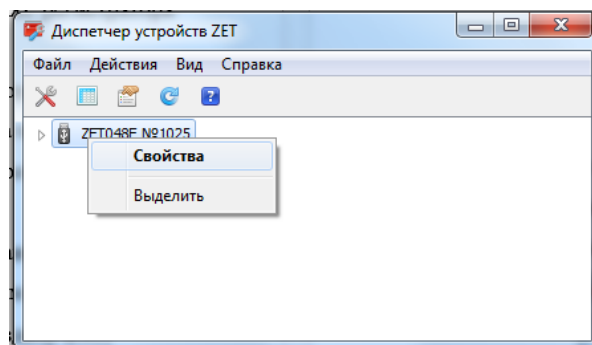 Диспетчер устройств ZET
Файл Действия Вид Справка
ZET048E №1025
Свойства
Выделить